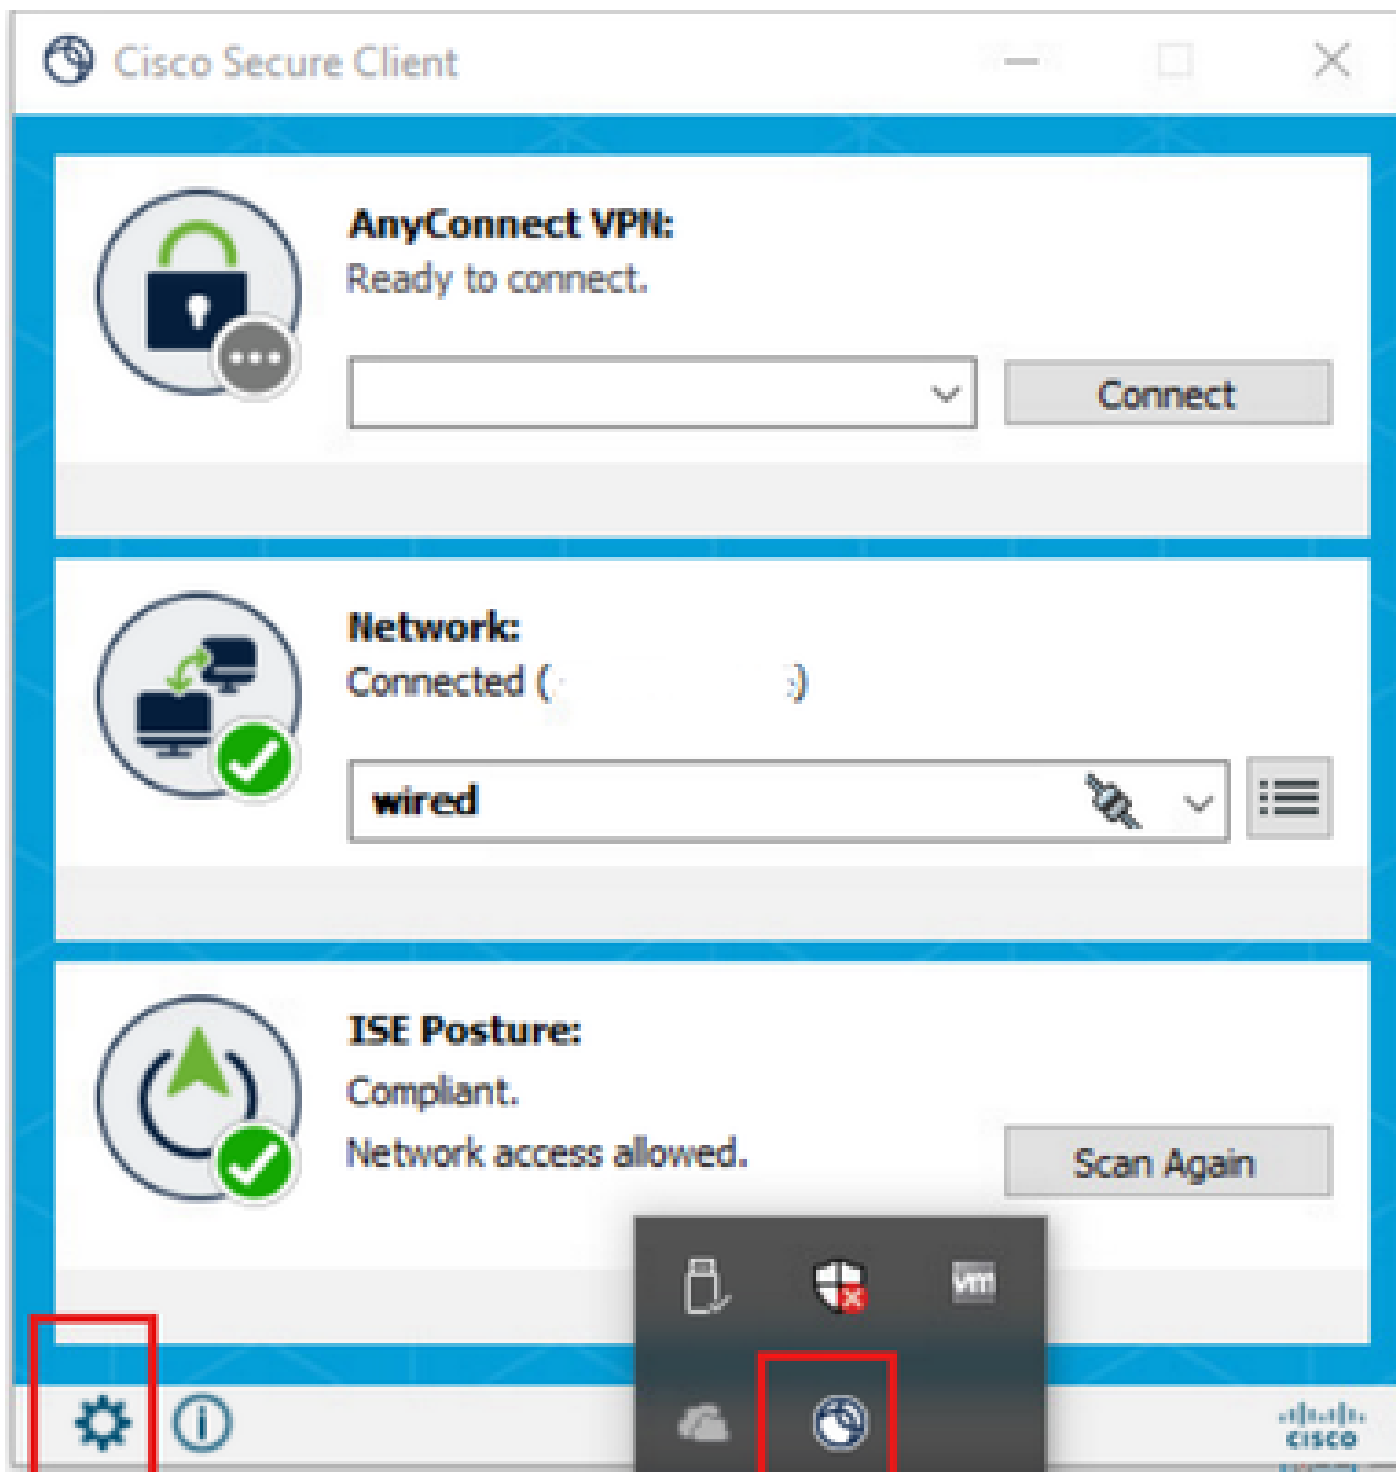 Cisco Secure Client
AnyConnect VPN:
Ready to connect.
Connect
Network:
Connected ( )
wired
ISE Posture:
Compliant.
Network access allowed.
Scan Again
vm
CISCO